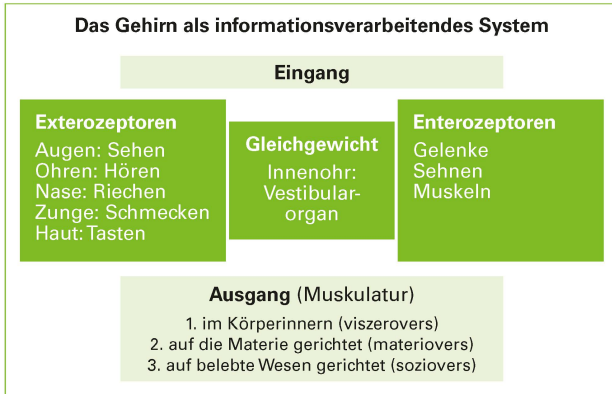 Das Gehirn als informationsverarbeitendes System
Eingang
Exterozeptoren
Augen: Sehen
Ohren: Hören
Nase: Riechen
Zunge: Schmecken
Haut: Tasten
Gleichgewicht
Innenohr:
Vestibular-
organ
Enterozeptoren
Gelenke
Sehnen
Muskeln
Ausgang (Muskulatur)
1. im Körperinnern (viszerovers)
2. auf die Materie gerichtet (materiovers)
3. auf belebte Wesen gerichtet (soziovers)